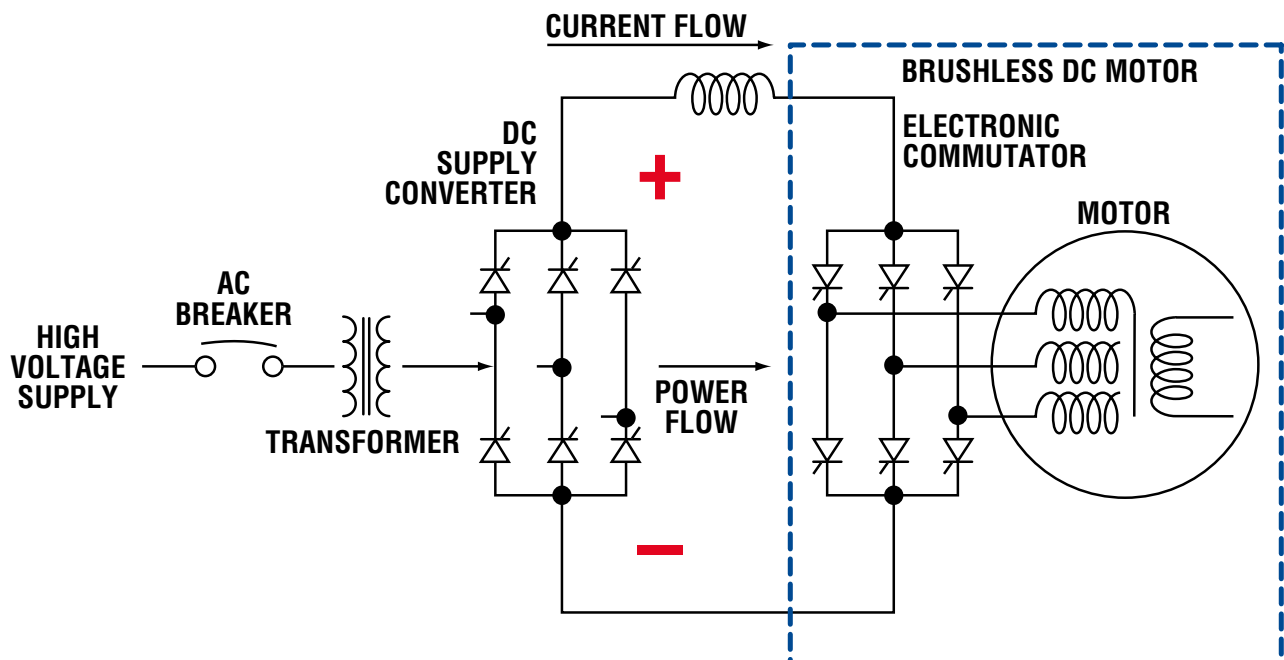 CURRENT FLOW
BRUSHLESS DC MOTOR
DC
SUPPLY
CONVERTER
+
ELECTRONIC
COMMUTATOR
MOTOR
AC
BREAKER
HIGH
VOLTAGE
SUPPLY
TRANSFORMER
POWER
FLOW
−